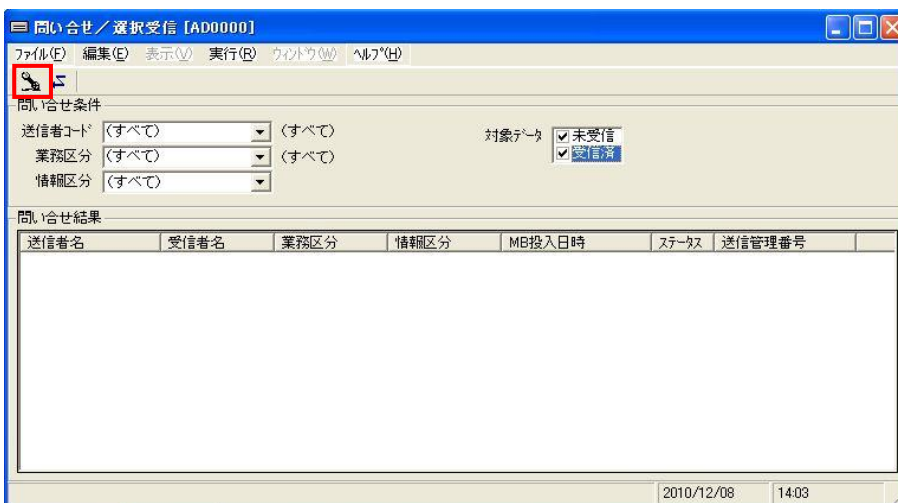 問い合せ／選択受信 [AD0000]
ﾌｧｲﾙ(F) 編集(E) 表示(V) 実行(R) ｳｨﾝﾄﾞｳ(W) ﾍﾙﾌﾟ(H)
問い合せ条件
送信者ｺｰﾄﾞ (すべて) (すべて) 対象ﾃﾞｰﾀ 未受信
業務区分 (すべて) (すべて) 受信済
情報区分 (すべて)
問い合せ結果
送信者名 受信者名 業務区分 情報区分 MB投入日時 ｽﾃｰﾀｽ 送信管理番号
2010/12/08 14:03